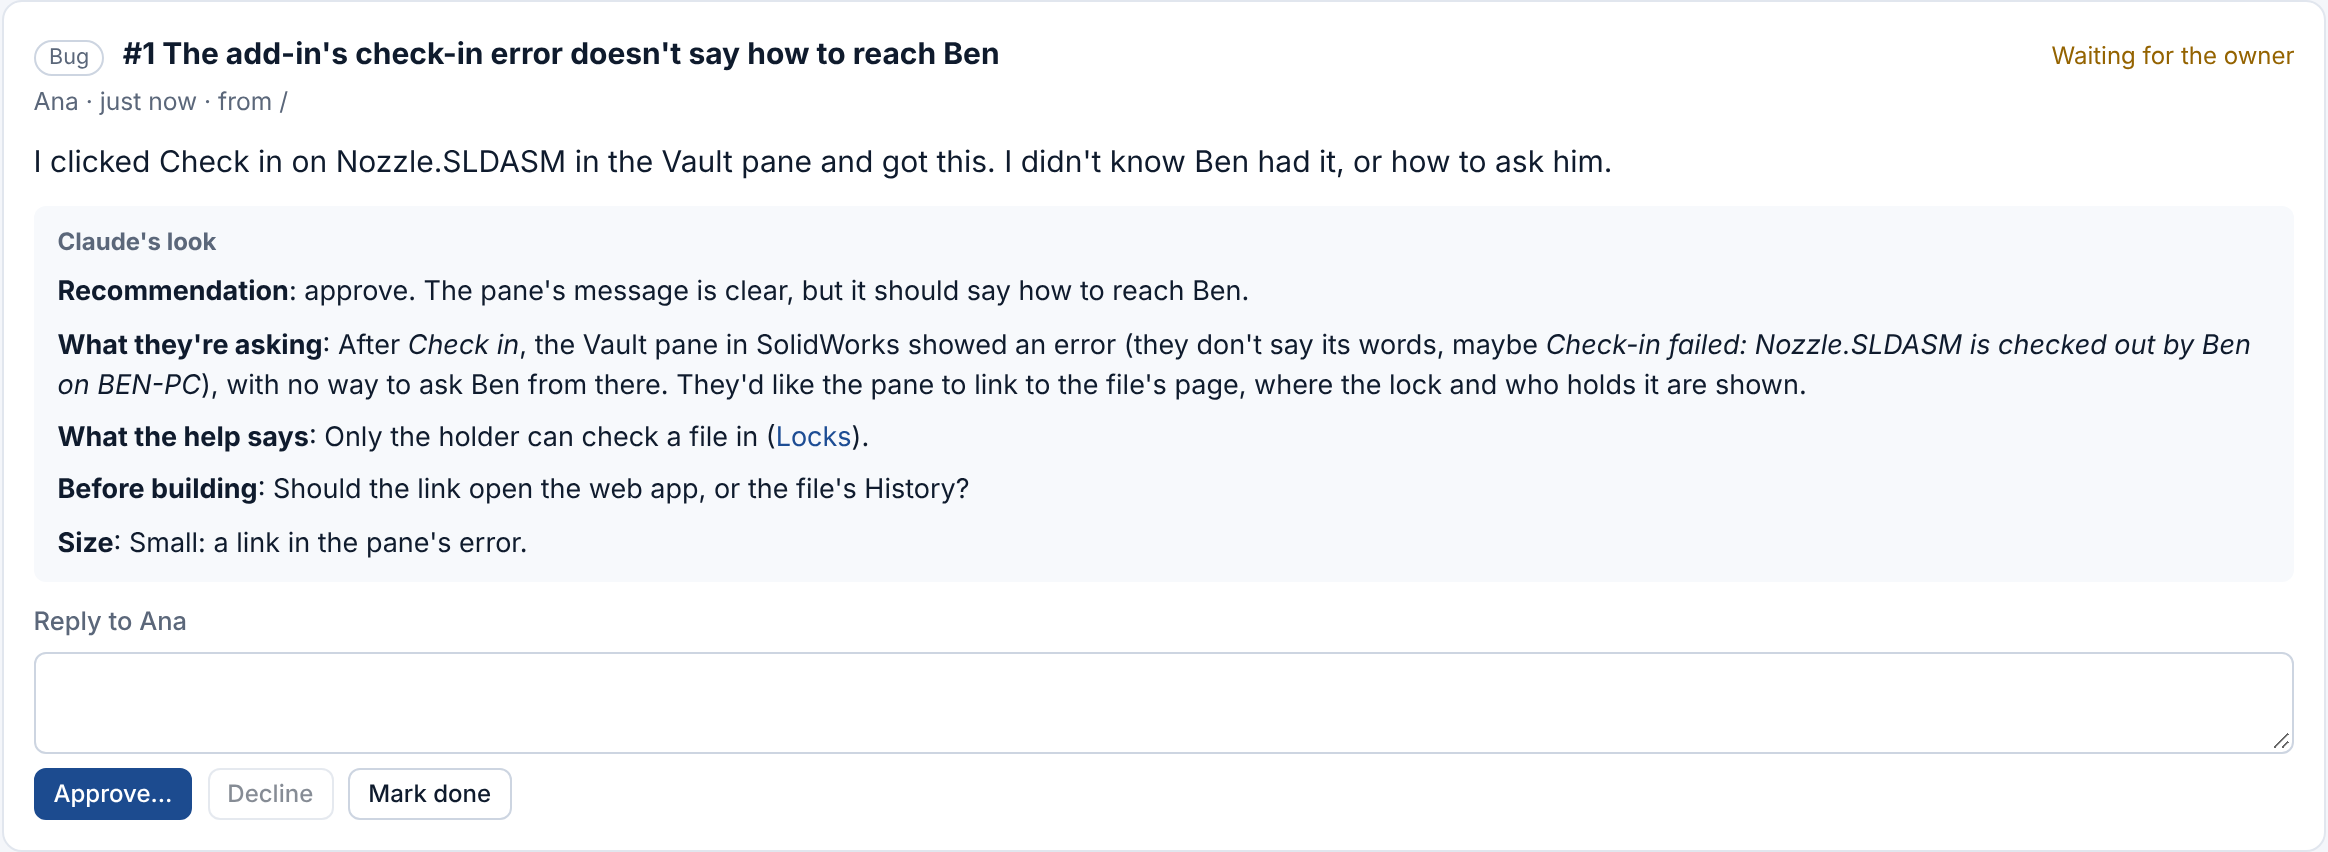 Bug #1 The add-in's check-in error doesn't say how to reach Ben
Waiting for the owner
Ana · just now · from /
I clicked Check in on Nozzle.SLDASM in the Vault pane and got this. I didn't know Ben had it, or how to ask him.
Claude's look
Recommendation: approve. The pane's message is clear, but it should say how to reach Ben.
What they're asking: After Check in, the Vault pane in SolidWorks showed an error (they don't say its words, maybe Check-in failed: Nozzle.SLDASM is checked out by Ben
on BEN-PC), with no way to ask Ben from there. They'd like the pane to link to the file's page, where the lock and who holds it are shown.
What the help says: Only the holder can check a file in (Locks).
Before building: Should the link open the web app, or the file's History?
Size: Small: a link in the pane's error.
Reply to Ana
Approve... Decline Mark done